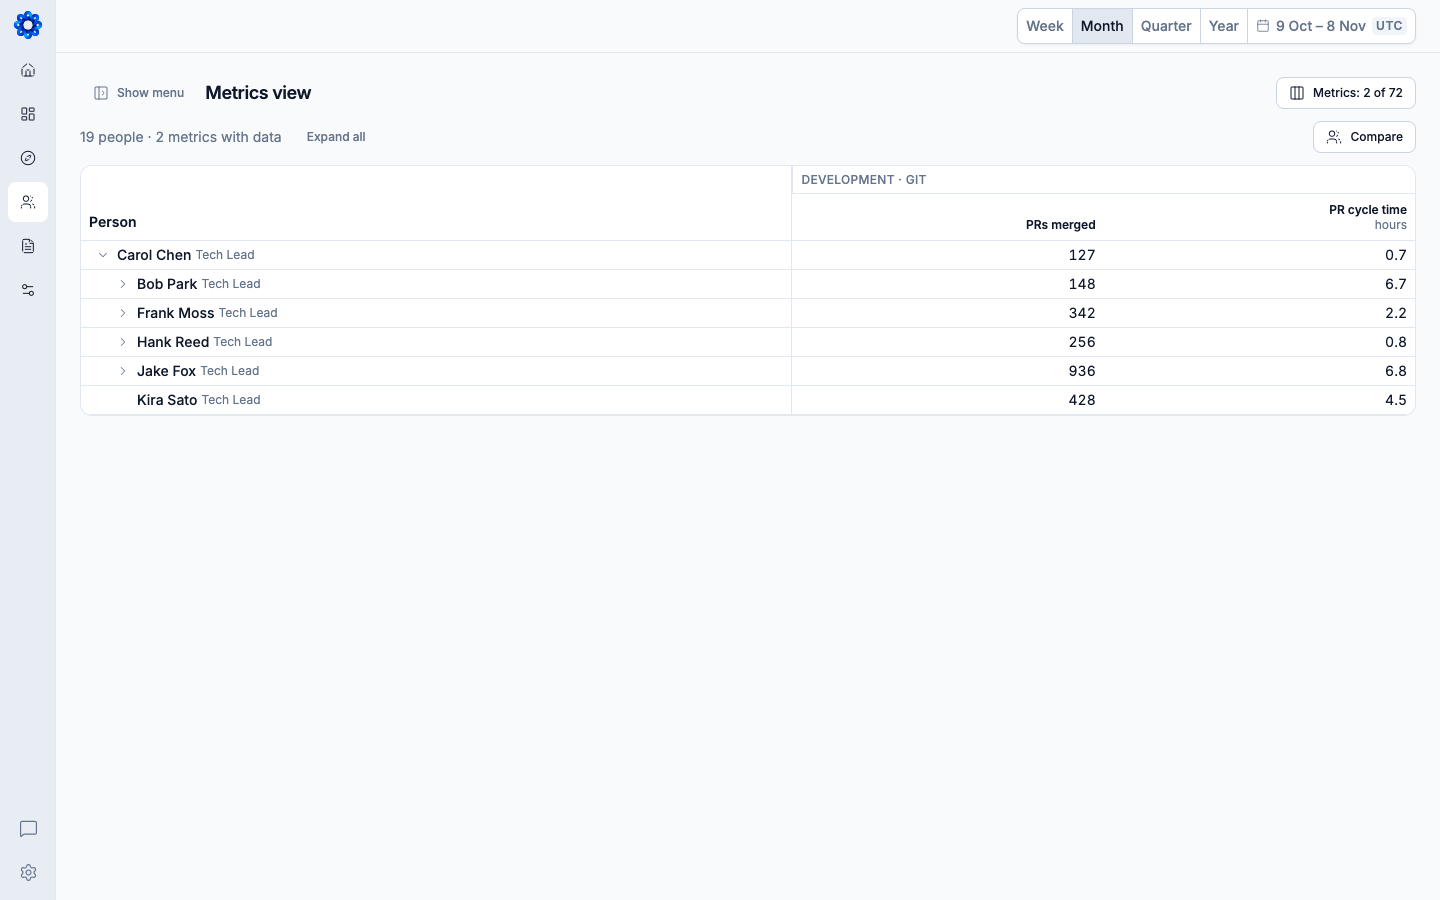 Week Month Quarter Year 9 Oct – 8 Nov UTC
Show menu Metrics view Metrics: 2 of 72
19 people · 2 metrics with data Expand all Compare
DEVELOPMENT · GIT
Person PRs merged PR cycle time
hours
Carol Chen Tech Lead 127 0.7
Bob Park Tech Lead 148 6.7
Frank Moss Tech Lead 342 2.2
Hank Reed Tech Lead 256 0.8
Jake Fox Tech Lead 936 6.8
Kira Sato Tech Lead 428 4.5